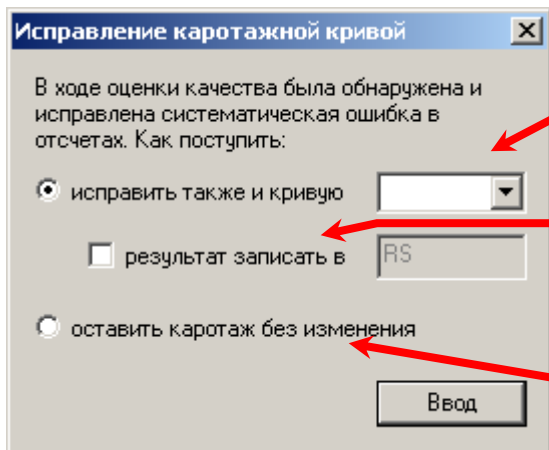 Исправление каротажной кривой
В ходе оценки качества была обнаружена и
исправлена систематическая ошибка в
отсчетах. Как поступить:
исправить также и кривую
результат записать в RS
оставить каротаж без изменения
Ввод